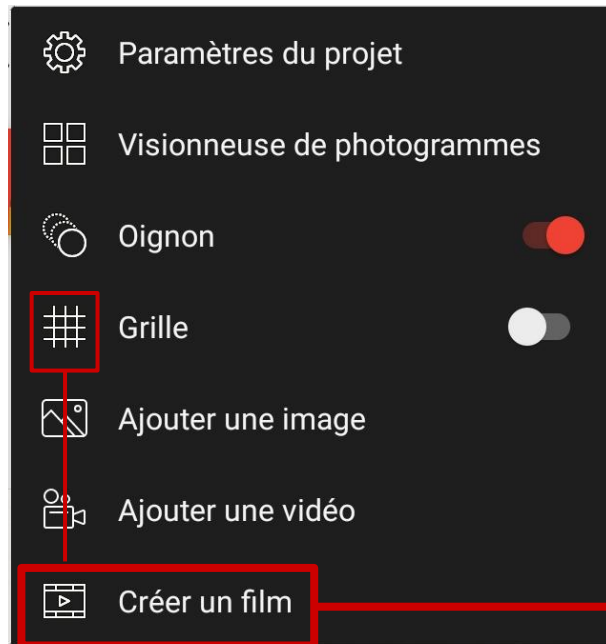 Paramètres du projet
Visionneuse de photogrammes
Oignon
Grille
Ajouter une image
Ajouter une vidéo
Créer un film